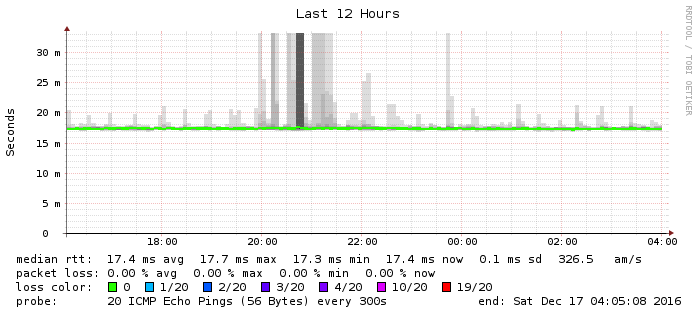 Last 12 Hours
RRDTOOL / TOBI OETIKER
Seconds
30 m
25 m
20 m
15 m
10 m
5 m
0
18:00 20:00 22:00 00:00 02:00 04:00
median rtt: 17.4 ms avg 17.7 ms max 17.3 ms min 17.4 ms now 0.1 ms sd 326.5 am/s
packet loss: 0.00 % avg 0.00 % max 0.00 % min 0.00 % now
loss color: 0 1/20 2/20 3/20 4/20 10/20 19/20
probe: 20 ICMP Echo Pings (56 Bytes) every 300s end: Sat Dec 17 04:05:08 2016